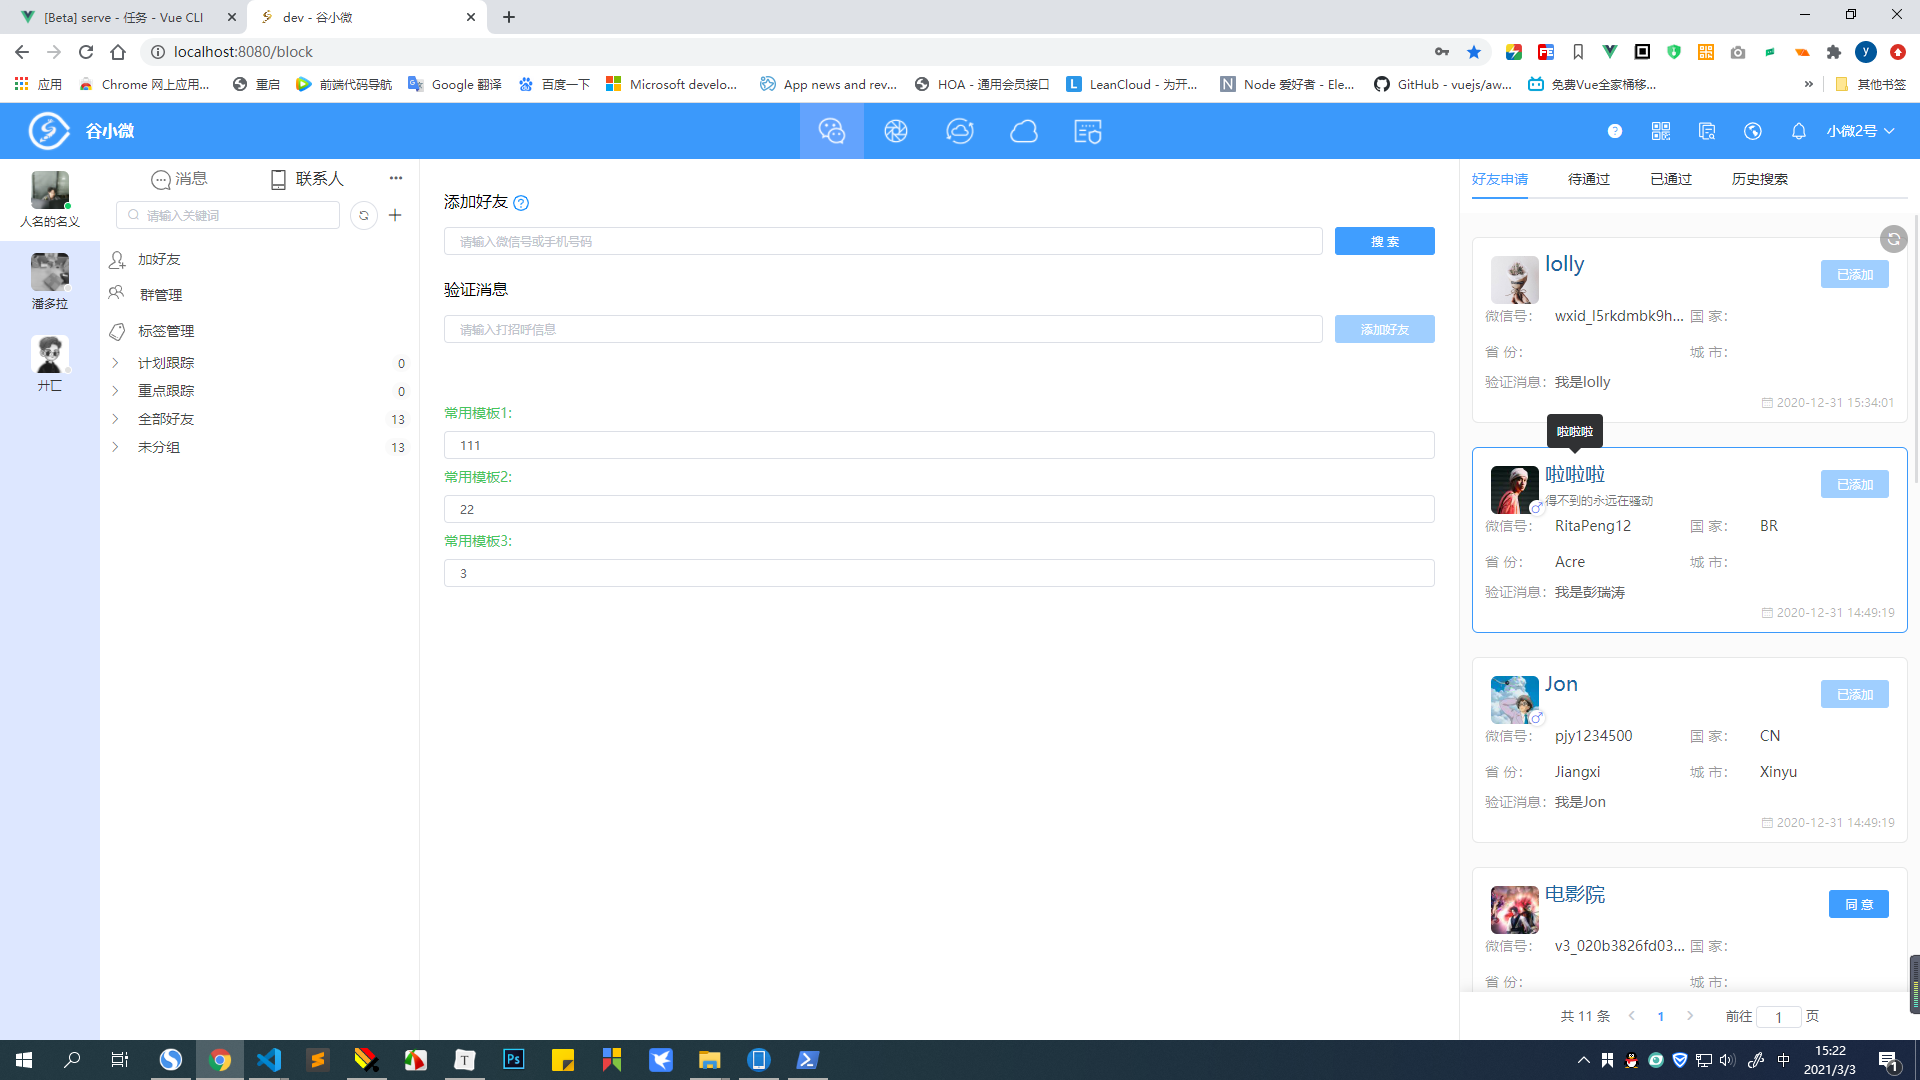 [Beta] serve - 任务 - Vue CLI
dev - 谷小微
localhost:8080/block
应用
Chrome 网上应用...
重启
前端代码导航
Google 翻译
百度一下
Microsoft develo...
App news and rev...
HOA - 通用会员接口
LeanCloud - 为开...
Node 爱好者 - Ele...
GitHub - vuejs/aw...
免费Vue全家桶移...
»
其他书签
谷小微
小微2号
人名的名义
潘多拉
廾匸
消息
联系人
请输入关键词
加好友
群管理
标签管理
计划跟踪 0
重点跟踪 0
全部好友 13
未分组 13
添加好友
请输入微信号或手机号码
搜 索
验证消息
请输入打招呼信息
添加好友
常用模板1:
111
常用模板2:
22
常用模板3:
3
好友申请 待通过 已通过 历史搜索
lolly
已添加
微信号: wxid_l5rkdmbk9h... 国 家:
省 份: 城 市:
验证消息: 我是lolly
2020-12-31 15:34:01
啦啦啦
啦啦啦
已添加
得不到的永远在骚动
微信号: RitaPeng12 国 家: BR
省 份: Acre 城 市:
验证消息: 我是彭瑞涛
2020-12-31 14:49:19
Jon
已添加
微信号: pjy1234500 国 家: CN
省 份: Jiangxi 城 市: Xinyu
验证消息: 我是Jon
2020-12-31 14:49:19
电影院
同 意
微信号: v3_020b3826fd03... 国 家:
省 份: 城 市:
共 11 条 1 前往 1 页
中
15:22
2021/3/3
1